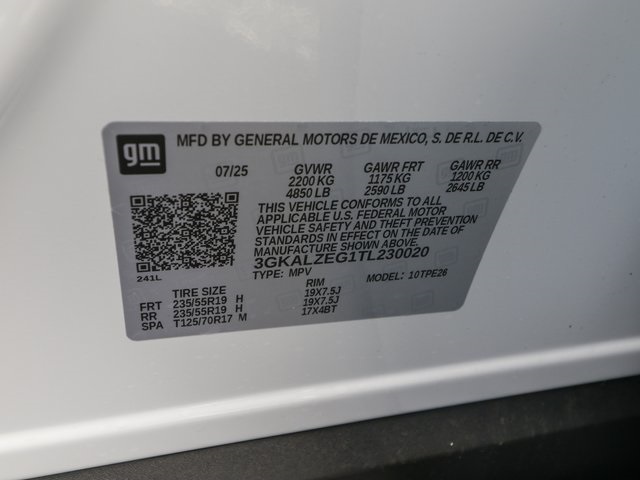 gm MFD BY GENERAL MOTORS DE MEXICO, S. DE R.L. DE C.V.
07/25 GVWR GAWR FRT GAWR RR
2200 KG 1175 KG 1200 KG
4850 LB 2590 LB 2645 LB
THIS VEHICLE CONFORMS TO ALL
APPLICABLE U.S. FEDERAL MOTOR
VEHICLE SAFETY AND THEFT PREVENTION
STANDARDS IN EFFECT ON THE DATE OF
MANUFACTURE SHOWN ABOVE.
3GKALZEG1TL230020
241L TYPE: MPV MODEL: 10TPE26
TIRE SIZE RIM
FRT 235/55R19 H 19X7.5J
RR 235/55R19 H 19X7.5J
SPA T125/70R17 M 17X4BT